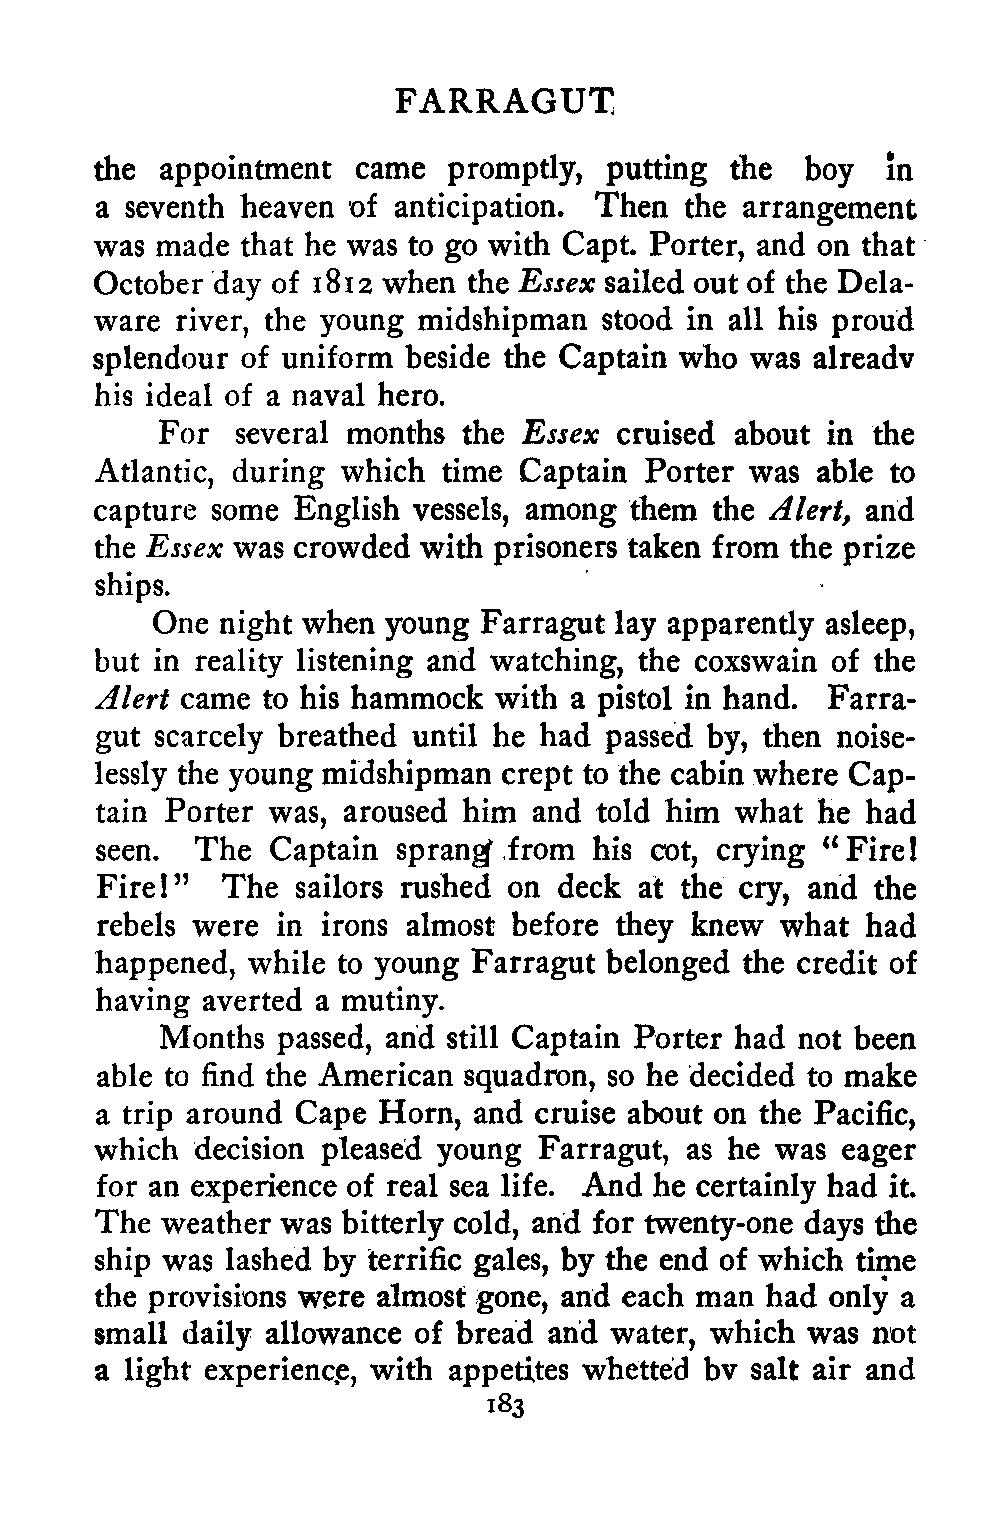 FARRAGUT
the appointment came promptly, putting the boy in
a seventh heaven of anticipation. Then the arrangement
was made that he was to go with Capt. Porter, and on that
October day of 1812 when the Essex sailed out of the Dela-
ware river, the young midshipman stood in all his proud
splendour of uniform beside the Captain who was already
his ideal of a naval hero.
For several months the Essex cruised about in the
Atlantic, during which time Captain Porter was able to
capture some English vessels, among them the Alert, and
the Essex was crowded with prisoners taken from the prize
ships.
One night when young Farragut lay apparently asleep,
but in reality listening and watching, the coxswain of the
Alert came to his hammock with a pistol in hand. Farra-
gut scarcely breathed until he had passed by, then noise-
lessly the young midshipman crept to the cabin where Cap-
tain Porter was, aroused him and told him what he had
seen. The Captain sprang from his cot, crying "Fire!
Fire!" The sailors rushed on deck at the cry, and the
rebels were in irons almost before they knew what had
happened, while to young Farragut belonged the credit of
having averted a mutiny.
Months passed, and still Captain Porter had not been
able to find the American squadron, so he decided to make
a trip around Cape Horn, and cruise about on the Pacific,
which decision pleased young Farragut, as he was eager
for an experience of real sea life. And he certainly had it.
The weather was bitterly cold, and for twenty-one days the
ship was lashed by terrific gales, by the end of which time
the provisions were almost gone, and each man had only a
small daily allowance of bread and water, which was not
a light experience, with appetites whetted by salt air and
183